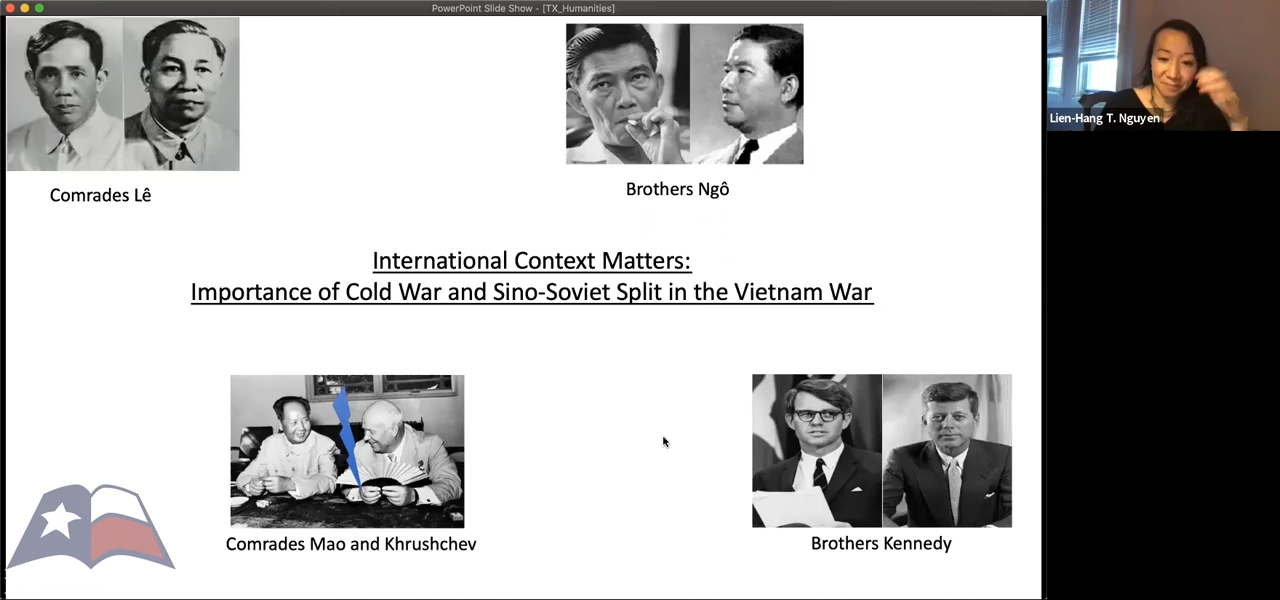 PowerPoint Slide Show - [TX_Humanities]
Lien-Hang T. Nguyen
Comrades Lê
Brothers Ngô
International Context Matters:
Importance of Cold War and Sino-Soviet Split in the Vietnam War
Comrades Mao and Khrushchev
Brothers Kennedy